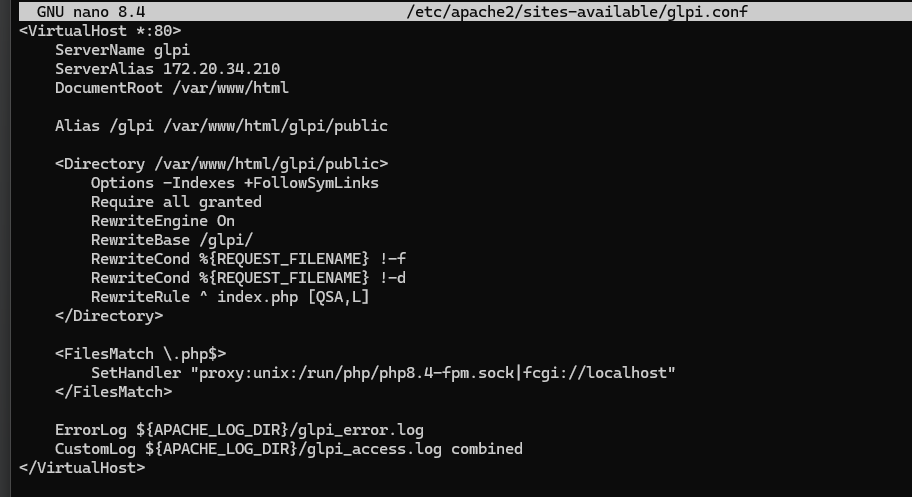 GNU nano 8.4 /etc/apache2/sites-available/glpi.conf
<VirtualHost *:80>
    ServerName glpi
    ServerAlias 172.20.34.210
    DocumentRoot /var/www/html

    Alias /glpi /var/www/html/glpi/public

    <Directory /var/www/html/glpi/public>
        Options -Indexes +FollowSymLinks
        Require all granted
        RewriteEngine On
        RewriteBase /glpi/
        RewriteCond %{REQUEST_FILENAME} !-f
        RewriteCond %{REQUEST_FILENAME} !-d
        RewriteRule ^ index.php [QSA,L]
    </Directory>

    <FilesMatch \.php$>
        SetHandler "proxy:unix:/run/php/php8.4-fpm.sock|fcgi://localhost"
    </FilesMatch>

    ErrorLog ${APACHE_LOG_DIR}/glpi_error.log
    CustomLog ${APACHE_LOG_DIR}/glpi_access.log combined
</VirtualHost>